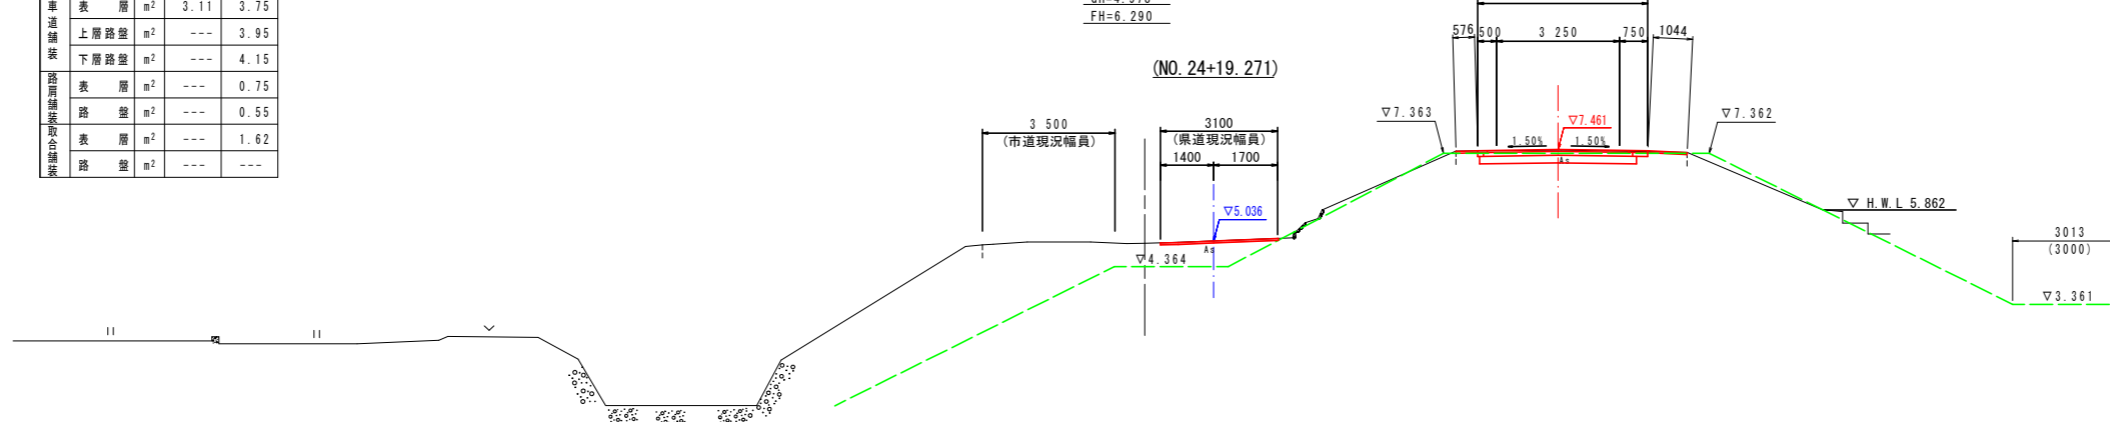 車道舗装 表層 m² 3.11 3.75
上層路盤 m² --- 3.95
下層路盤 m² --- 4.15
路肩舗装 表層 m² --- 0.75
路盤 m² --- 0.55
取合舗装 表層 m² --- 1.62
路盤 m² --- ---
FH=6.290
(NO.24+19.271)
576 500 3 250 750 1044
▽7.363
▽7.461
▽7.362
1.50% 1.50%
As
3 500
(市道現況幅員)
3100
(県道現況幅員)
1400 1700
▽5.036
As
▽4.364
▽ H.W.L 5.862
3013
(3000)
▽3.361